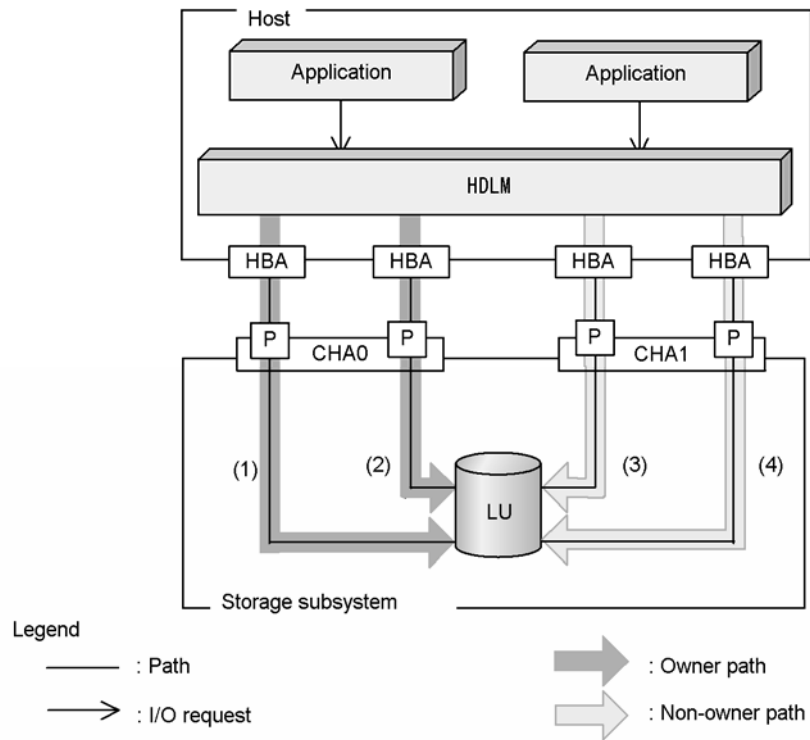 Host
Application
Application
HDLM
HBA
HBA
HBA
HBA
P
CHA0
P
P
CHA1
P
(1)
(2)
(3)
(4)
LU
Storage subsystem
Legend
: Path
: Owner path
: I/O request
: Non-owner path